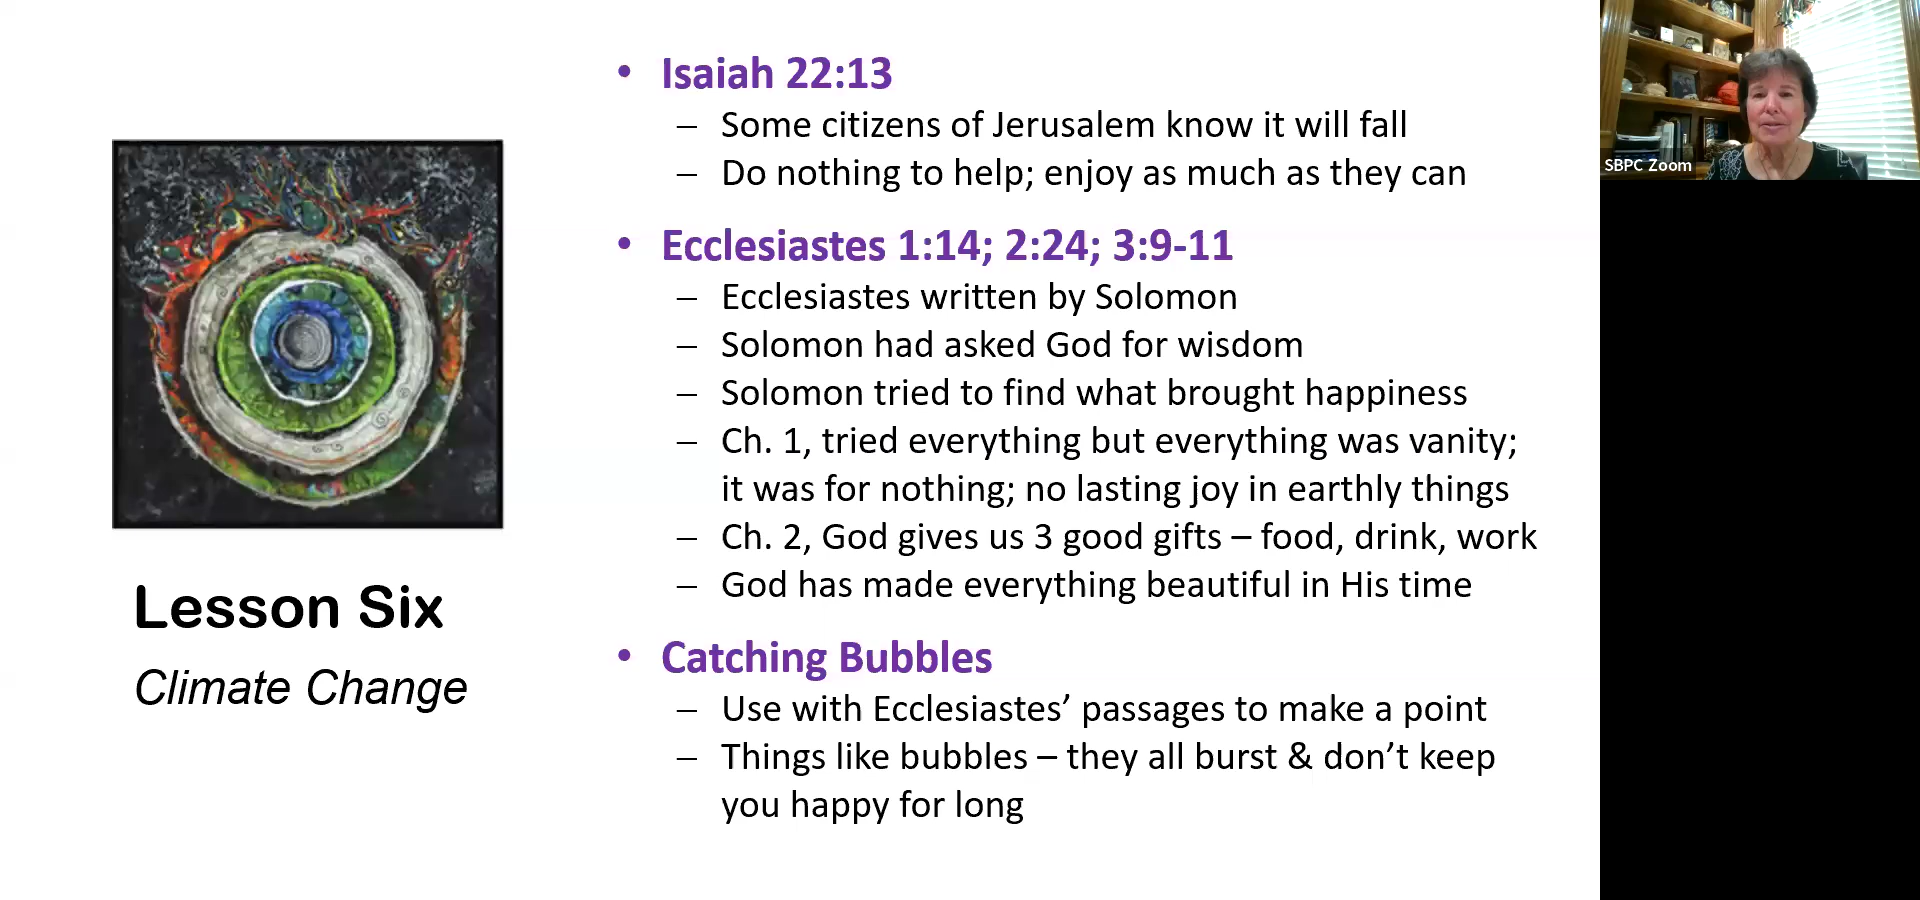 • Isaiah 22:13
– Some citizens of Jerusalem know it will fall
– Do nothing to help; enjoy as much as they can
• Ecclesiastes 1:14; 2:24; 3:9-11
– Ecclesiastes written by Solomon
– Solomon had asked God for wisdom
– Solomon tried to find what brought happiness
– Ch. 1, tried everything but everything was vanity;
it was for nothing; no lasting joy in earthly things
– Ch. 2, God gives us 3 good gifts – food, drink, work
– God has made everything beautiful in His time
• Catching Bubbles
– Use with Ecclesiastes’ passages to make a point
– Things like bubbles – they all burst & don’t keep
you happy for long
Lesson Six
Climate Change
SBPC Zoom